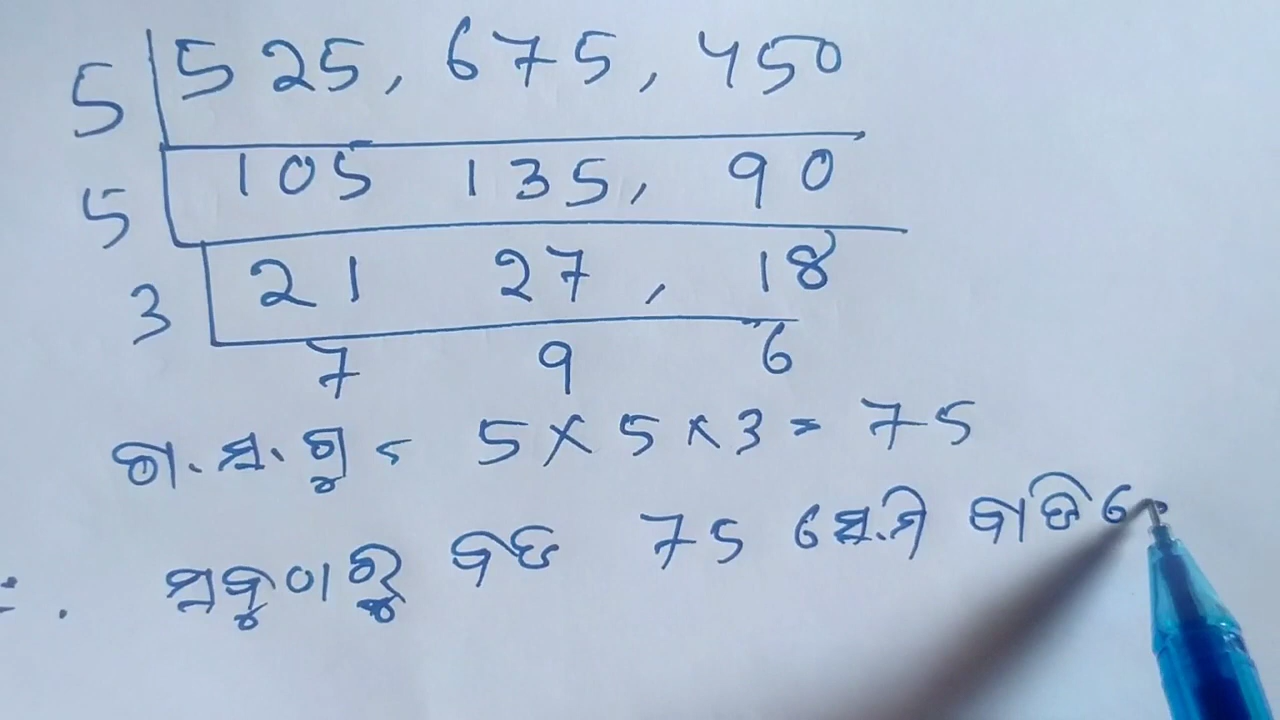 5 525, 675, 450
5 105 135, 90
3 21 27, 18
7 9 6
ଗ.ସ.ଗୁ = 5 × 5 × 3 = 75
∴ ସବୁଠାରୁ ବଡ 75 ସେ.ମି ବାଡି